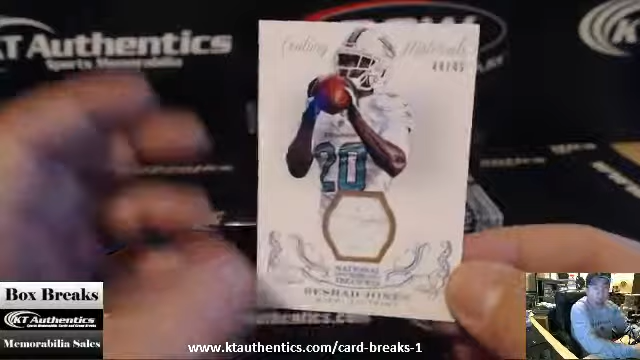 KT Authentics
Sports Memorabilia
Materials
20
NATIONAL
TREASURES
RESHAD JONES
Box Breaks
KT Authentics
Memorabilia Sales
www.ktauthentics.com/card-breaks-1